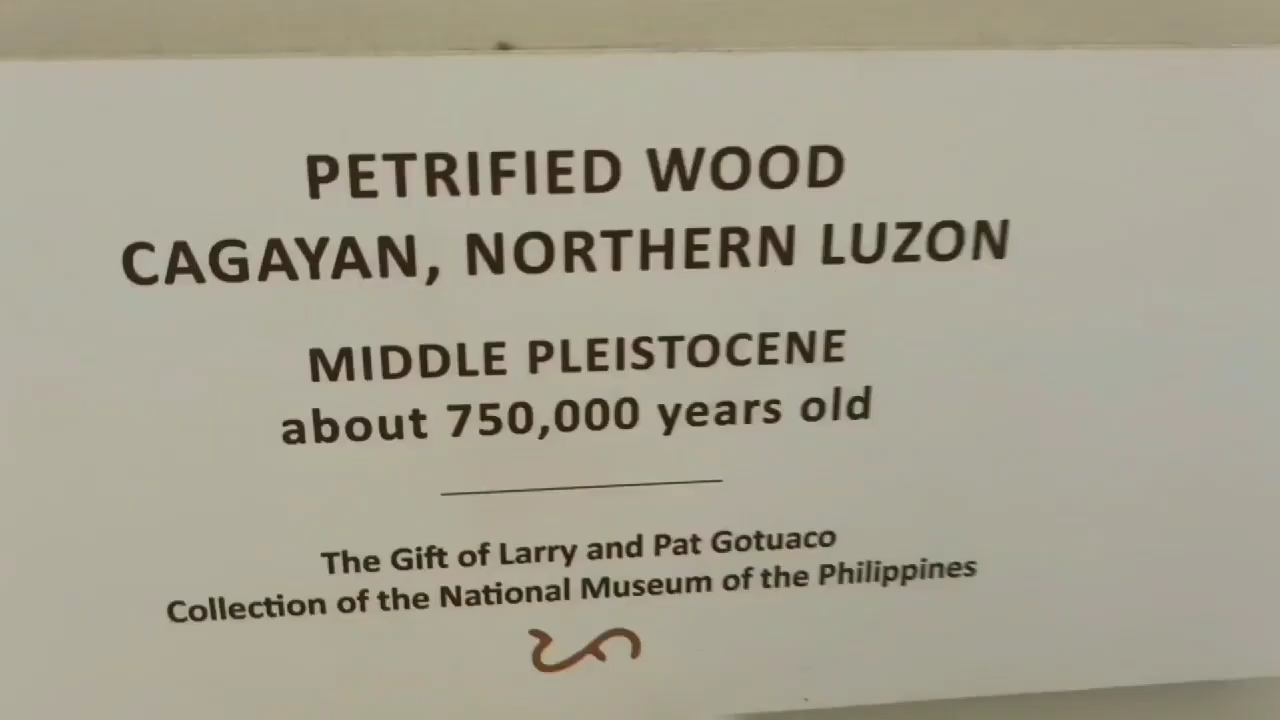 PETRIFIED WOOD
CAGAYAN, NORTHERN LUZON
MIDDLE PLEISTOCENE
about 750,000 years old
The Gift of Larry and Pat Gotuaco
Collection of the National Museum of the Philippines